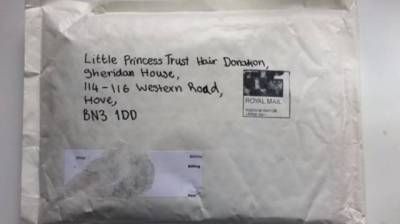 Little Princess Trust Hair Donation,
Sheridan House,
114-116 Western Road,
Hove,
BN3 1DD
ROYAL MAIL